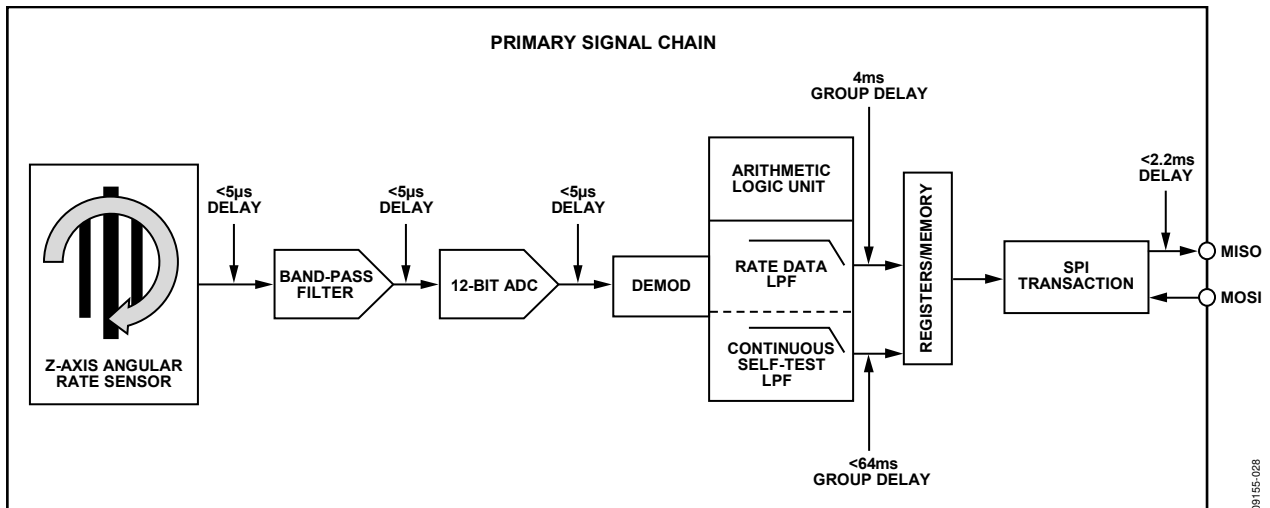 PRIMARY SIGNAL CHAIN
4ms
GROUP DELAY
<2.2ms
DELAY
<5µs
DELAY
<5µs
DELAY
<5µs
DELAY
ARITHMETIC
LOGIC UNIT
Z-AXIS ANGULAR
RATE SENSOR
BAND-PASS
FILTER
12-BIT ADC
DEMOD
RATE DATA
LPF
CONTINUOUS
SELF-TEST
LPF
REGISTERS/MEMORY
SPI
TRANSACTION
MISO
MOSI
<64ms
GROUP DELAY
09155-028